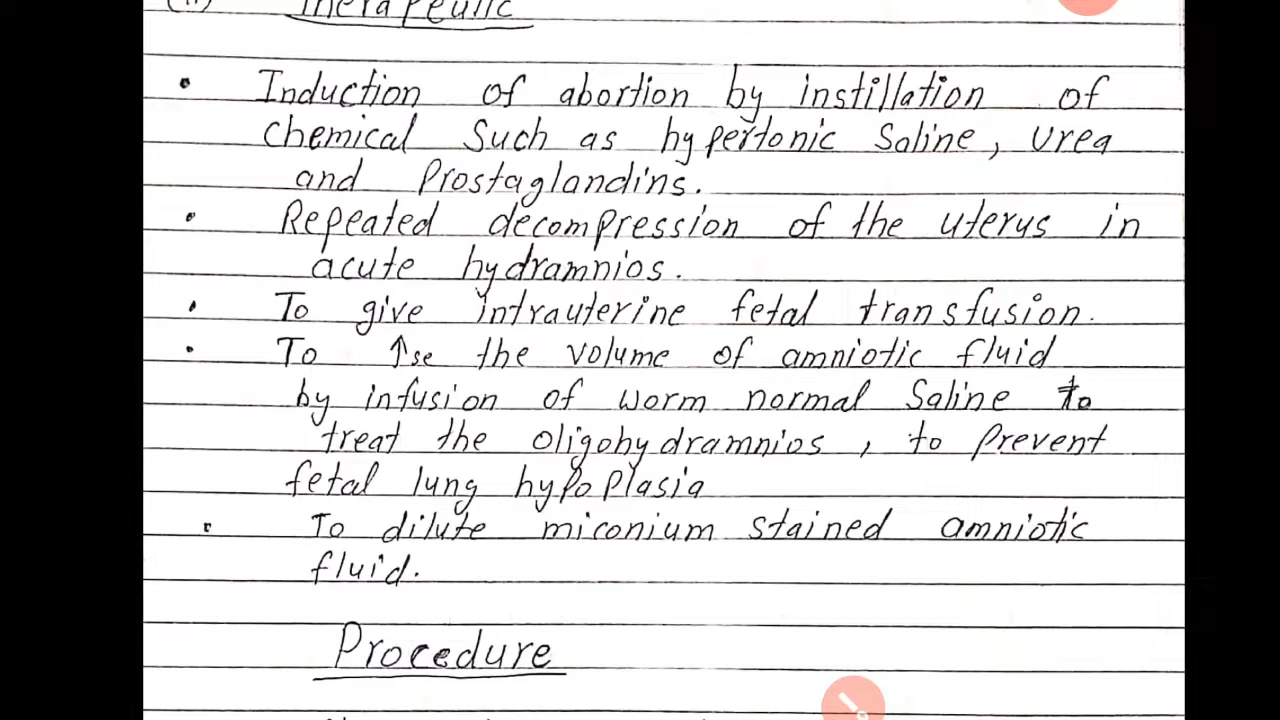 (ii) Therapeutic
• Induction of abortion by instillation of
chemical Such as hypertonic Saline, Urea
and Prostaglandins.
• Repeated decompression of the uterus in
acute hydramnios.
• To give intrauterine fetal transfusion.
• To ↑se the volume of amniotic fluid
by infusion of worm normal Saline to
treat the oligohydramnios, to prevent
fetal lung hypoplasia
• To dilute miconium stained amniotic
fluid.
Procedure